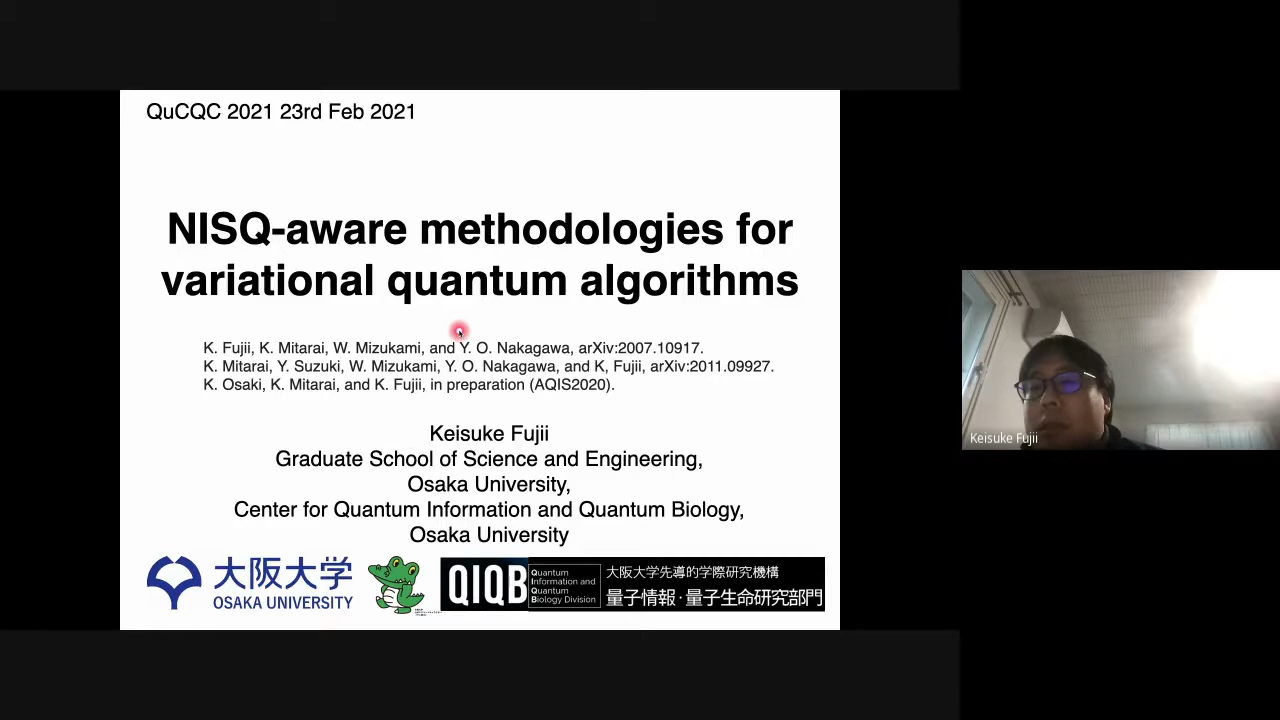 QuCQC 2021 23rd Feb 2021
NISQ-aware methodologies for
variational quantum algorithms
K. Fujii, K. Mitarai, W. Mizukami, and Y. O. Nakagawa, arXiv:2007.10917.
K. Mitarai, Y. Suzuki, W. Mizukami, Y. O. Nakagawa, and K, Fujii, arXiv:2011.09927.
K. Osaki, K. Mitarai, and K. Fujii, in preparation (AQIS2020).
Keisuke Fujii
Graduate School of Science and Engineering,
Osaka University,
Center for Quantum Information and Quantum Biology,
Osaka University
大阪大学
OSAKA UNIVERSITY
QIQB
Quantum
Information and
Quantum
Biology Division
大阪大学先導的学際研究機構
量子情報・量子生命研究部門
Keisuke Fujii